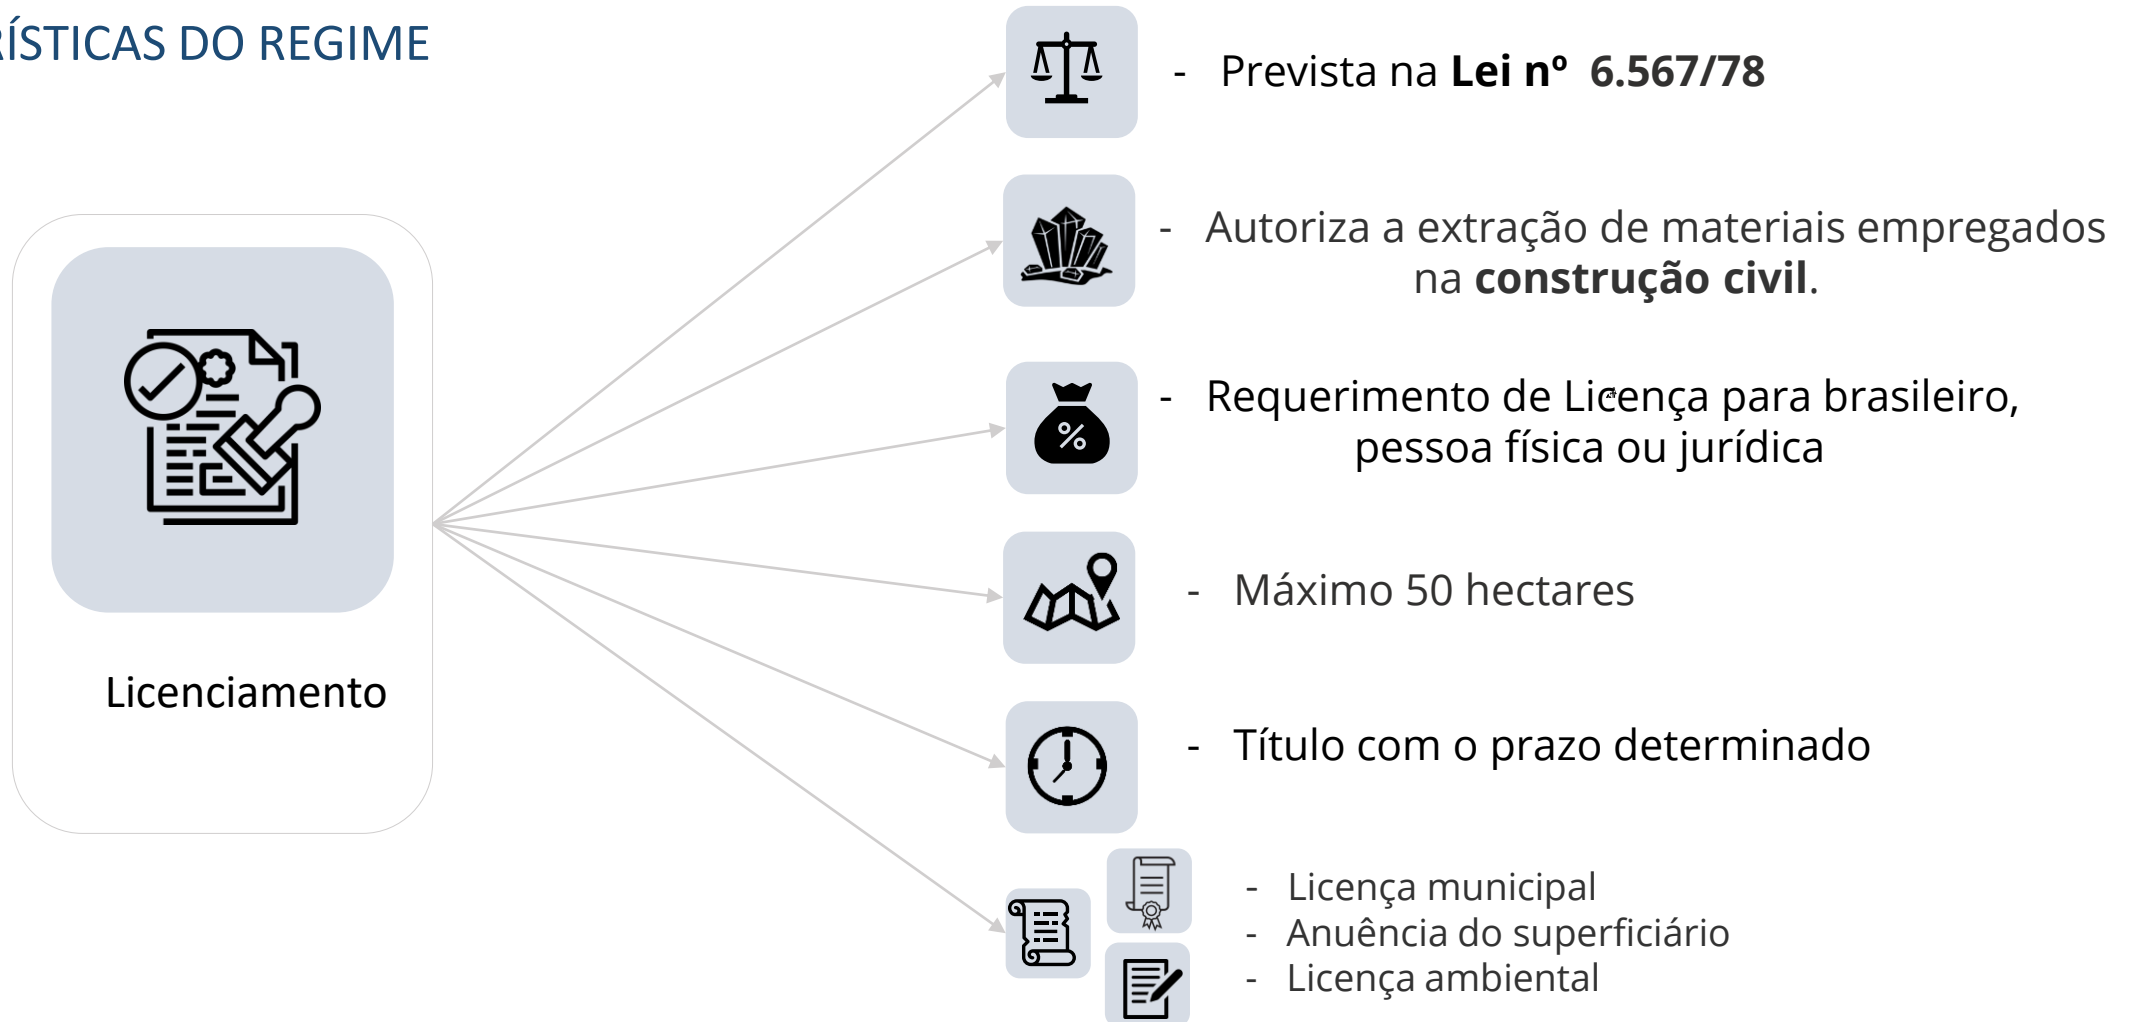 RÍSTICAS DO REGIME
- Prevista na Lei nº 6.567/78
- Autoriza a extração de materiais empregados
na construção civil.
- Requerimento de Licença para brasileiro,
pessoa física ou jurídica
- Máximo 50 hectares
Licenciamento
- Título com o prazo determinado
- Licença municipal
- Anuência do superficiário
- Licença ambiental